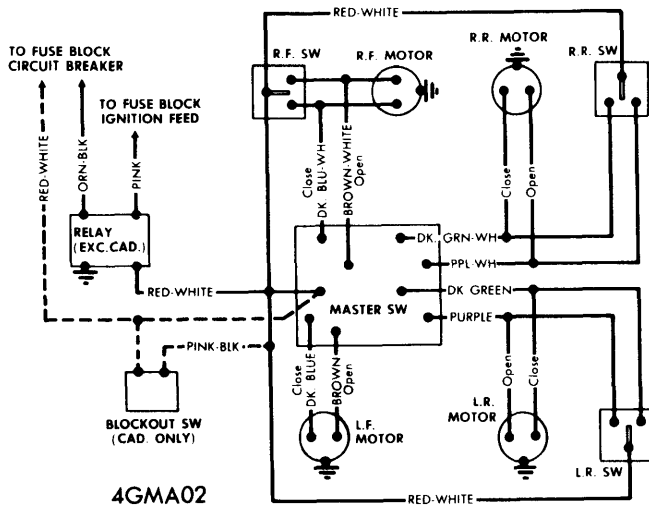 RED-WHITE
TO FUSE BLOCK
CIRCUIT BREAKER
R.F. SW
R.F. MOTOR
R.R. MOTOR
R.R. SW
TO FUSE BLOCK
IGNITION FEED
RED-WHITE
ORN-BLK
PINK
Close
DK. BLU-WH
BROWN-WHITE
Open
Close
Open
RELAY
(EXC.CAD.)
DK. GRN-WH
PPL-WH
RED-WHITE
MASTER SW
DK GREEN
PURPLE
PINK-BLK
Close
DK. BLUE
BROWN
Open
Open
Close
BLOCKOUT SW
(CAD. ONLY)
L.F.
MOTOR
L.R.
MOTOR
L.R. SW
4GMA02
RED-WHITE